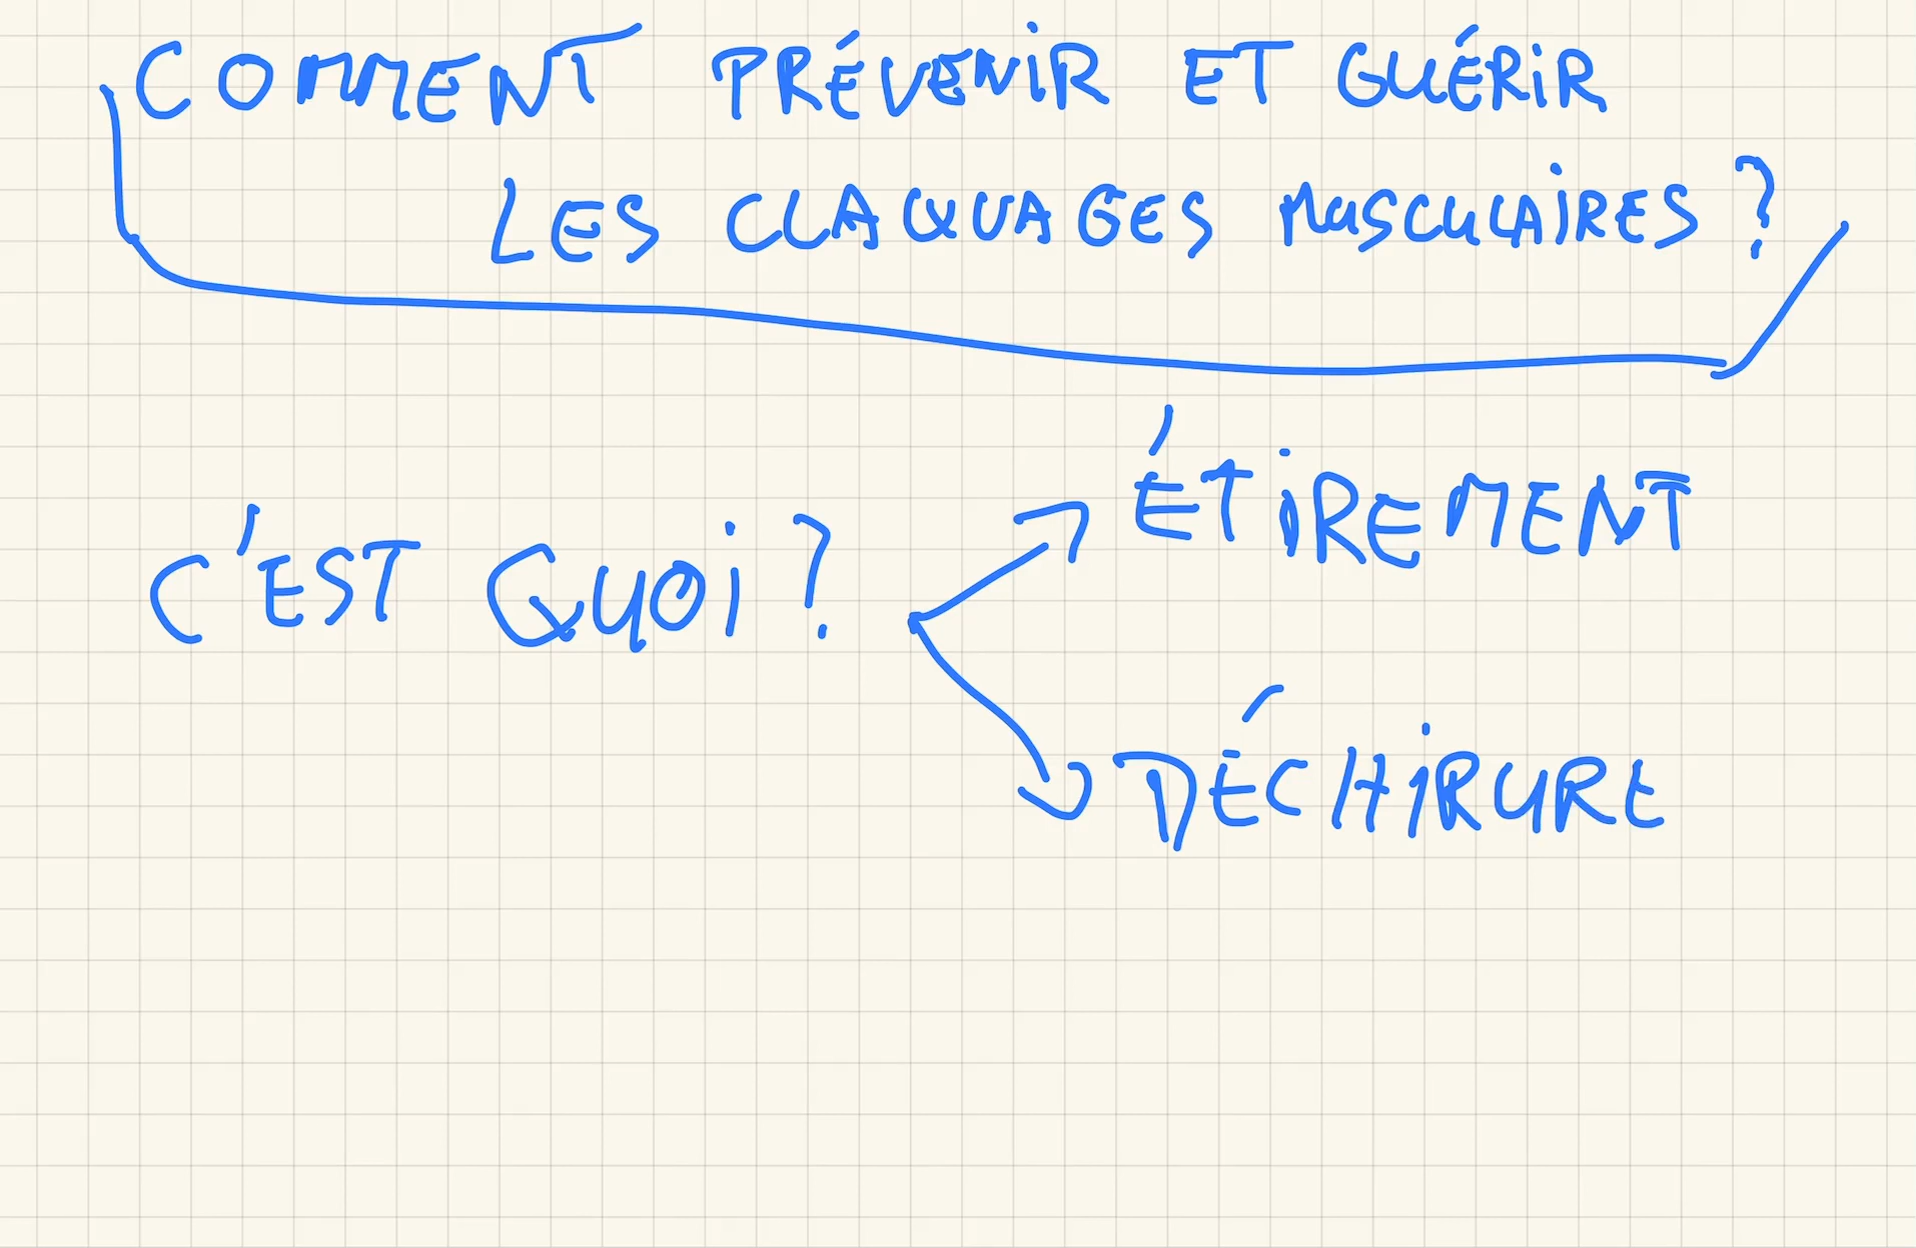 COMMENT PRÉVENIR ET GUÉRIR
LES CLAQUAGES MUSCULAIRES ?
C'EST QUOI ?
ÉTIREMENT
DÉCHIRURE